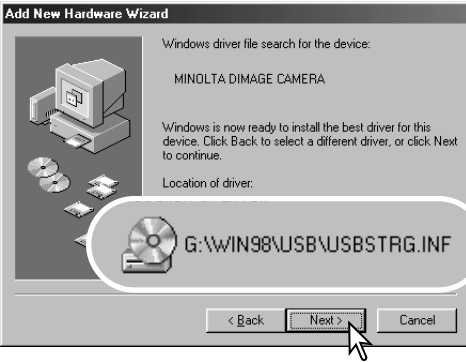 Add New Hardware Wizard
Windows driver file search for the device:
MINOLTA DIMAGE CAMERA
Windows is now ready to install the best driver for this
device. Click Back to select a different driver, or click Next
to continue.
Location of driver:
G:\WIN98\USB\USBSTRG.INF
< Back
Next >
Cancel